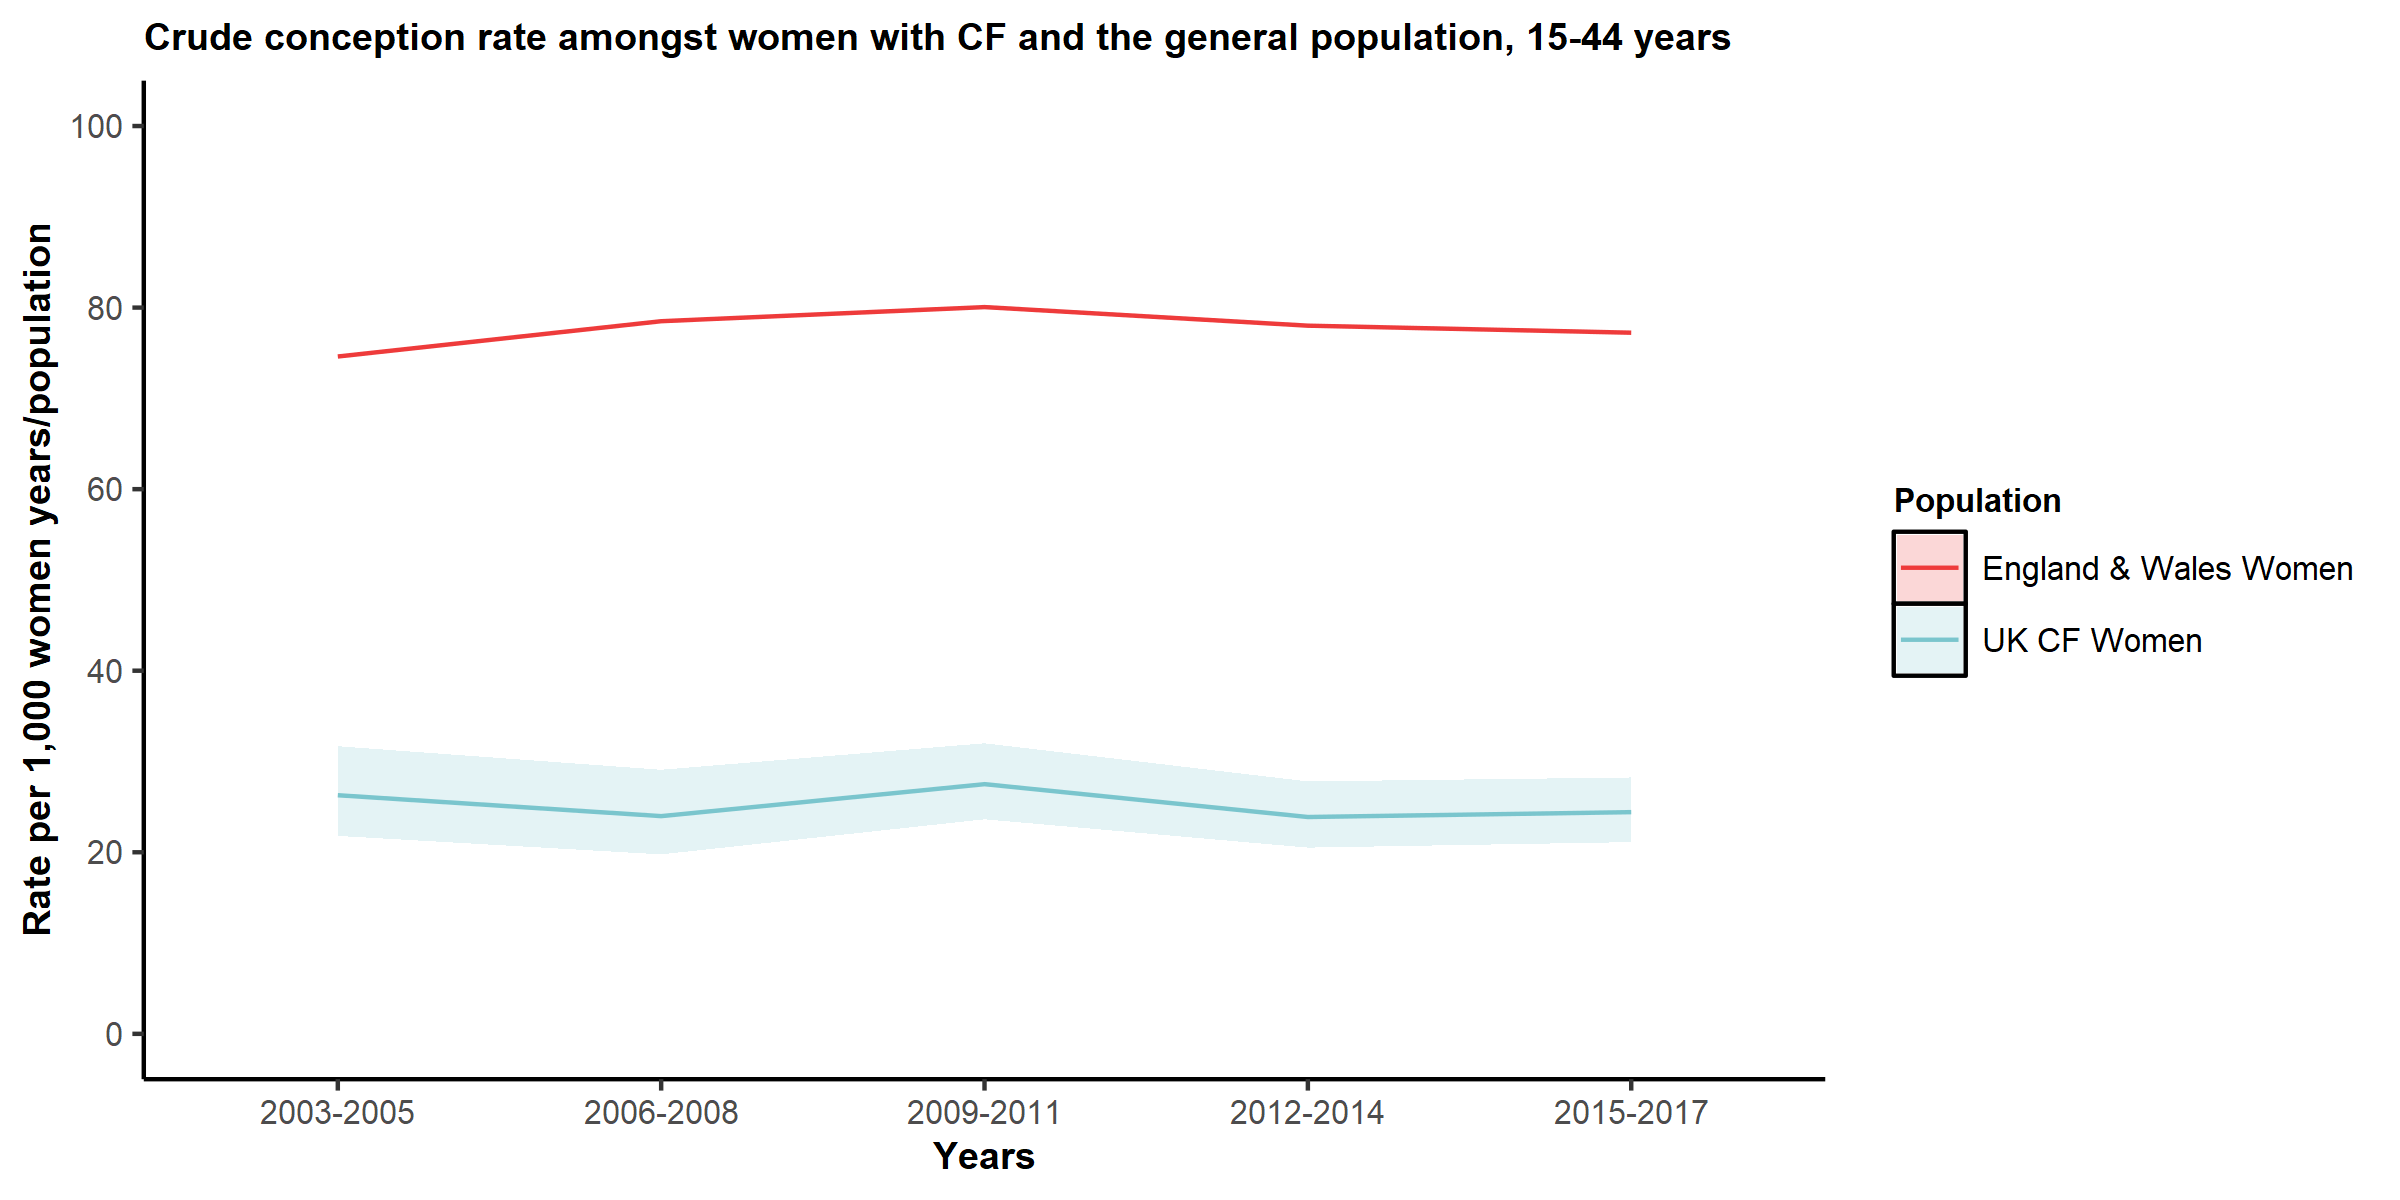 Crude conception rate amongst women with CF and the general population, 15-44 years
Rate per 1,000 women years/population
100
80
60
40
20
0
2003-2005
2006-2008
2009-2011
2012-2014
2015-2017
Years
Population
England & Wales Women
UK CF Women